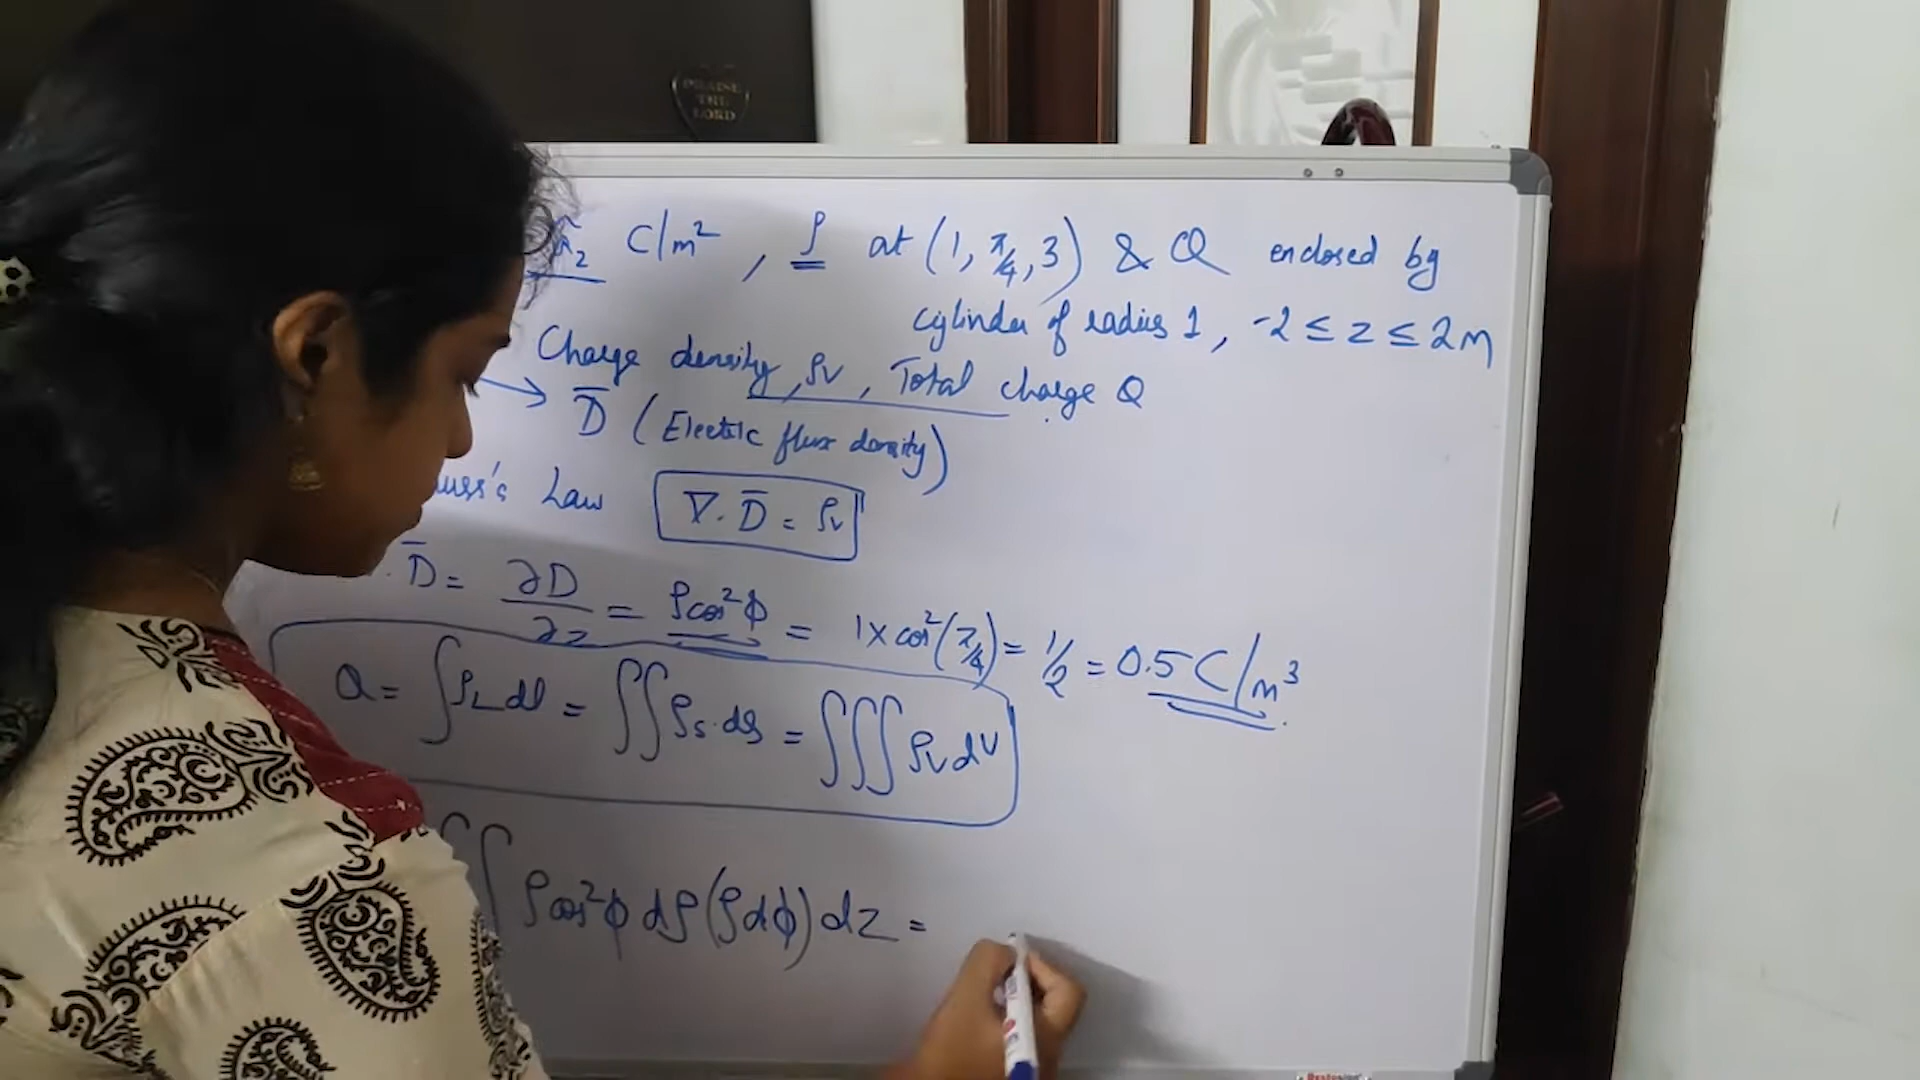 PRAISE
THE
LORD
â₂ C/m² , ρ at (1, π/4, 3) & Q enclosed by
cylinder of radius 1, -2 ≤ z ≤ 2m
Charge density, ρv, Total charge Q
→ D̄ (Electric flux density)
uss's Law ∇·D̄ = ρv
. D̄ = ∂D/∂z = ρcos²ϕ = 1×cos²(π/4) = 1/2 = 0.5 C/m³
Q = ∫ρL dl = ∬ρs·ds = ∭ρv dv
∫∫ ρcos²ϕ dρ(ρdϕ)dz =